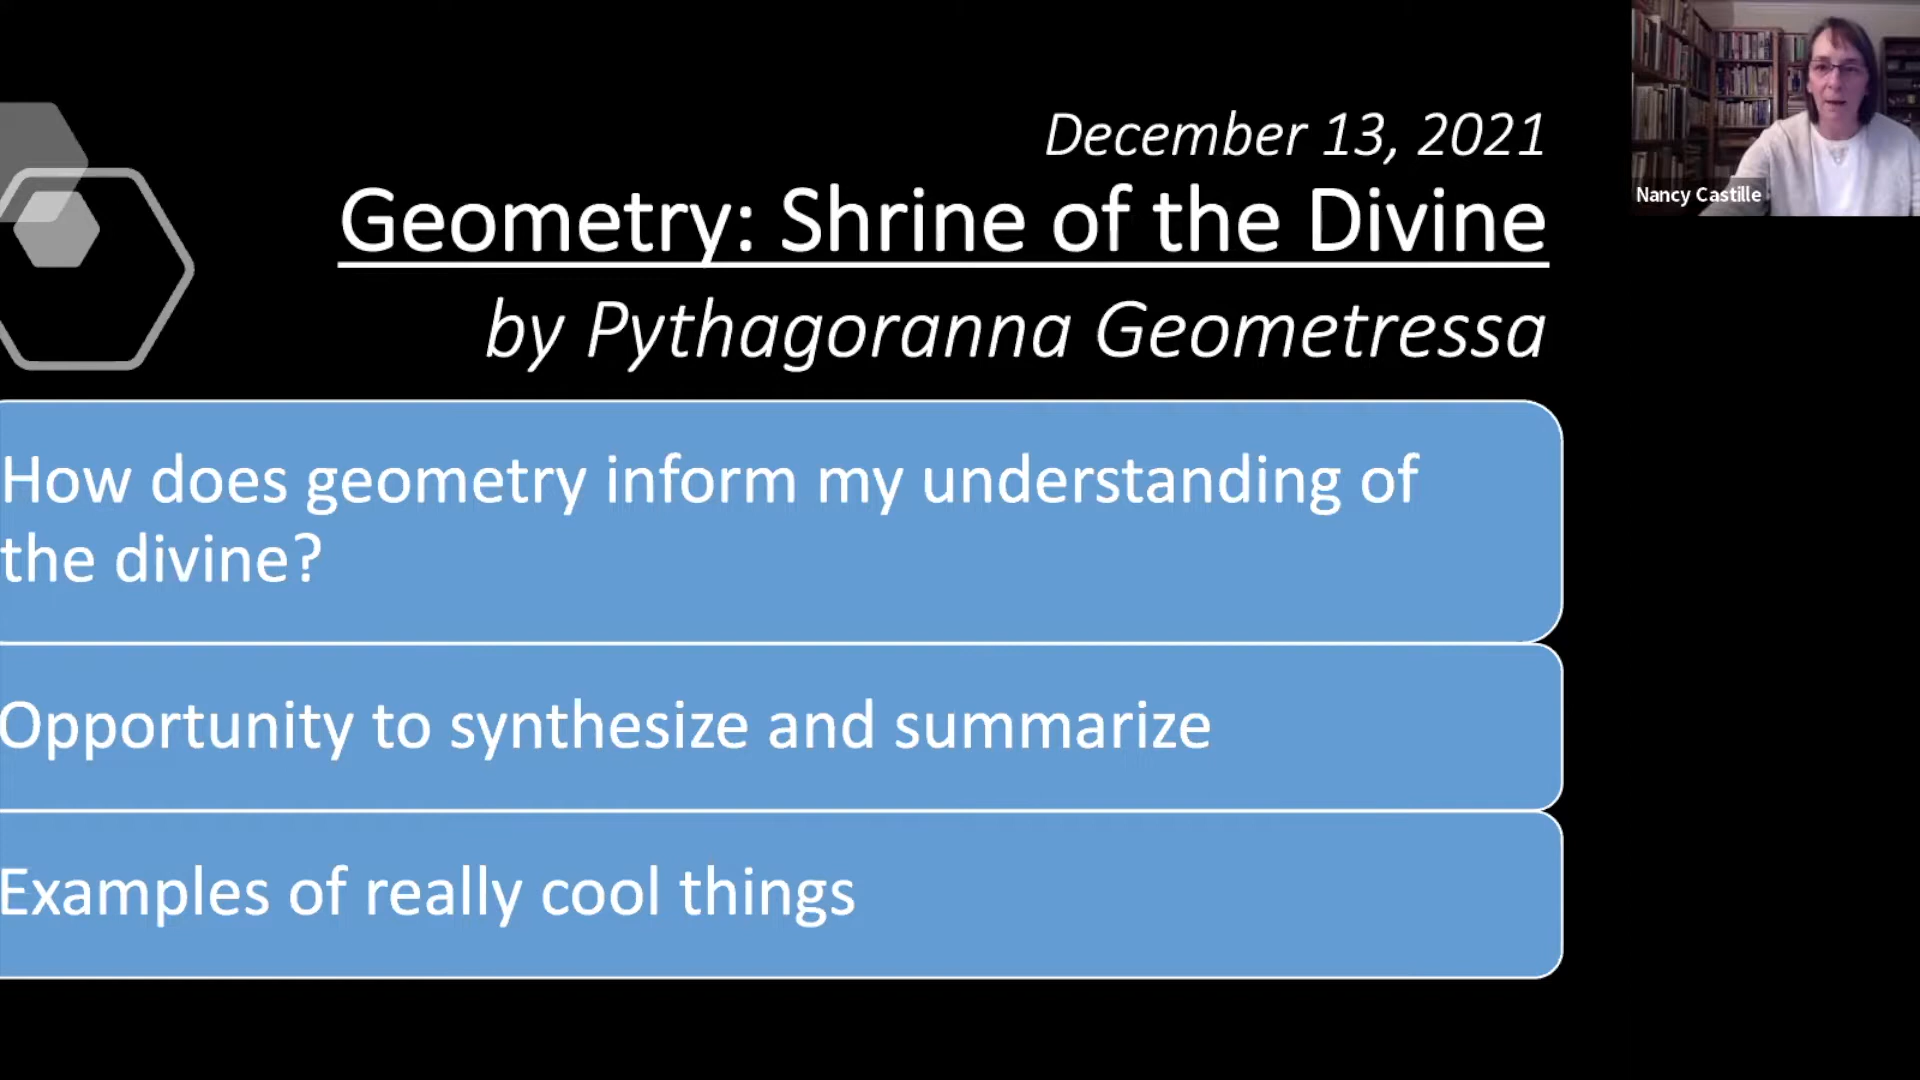 December 13, 2021
Geometry: Shrine of the Divine
by Pythagoranna Geometressa
How does geometry inform my understanding of
the divine?
Opportunity to synthesize and summarize
Examples of really cool things
Nancy Castille